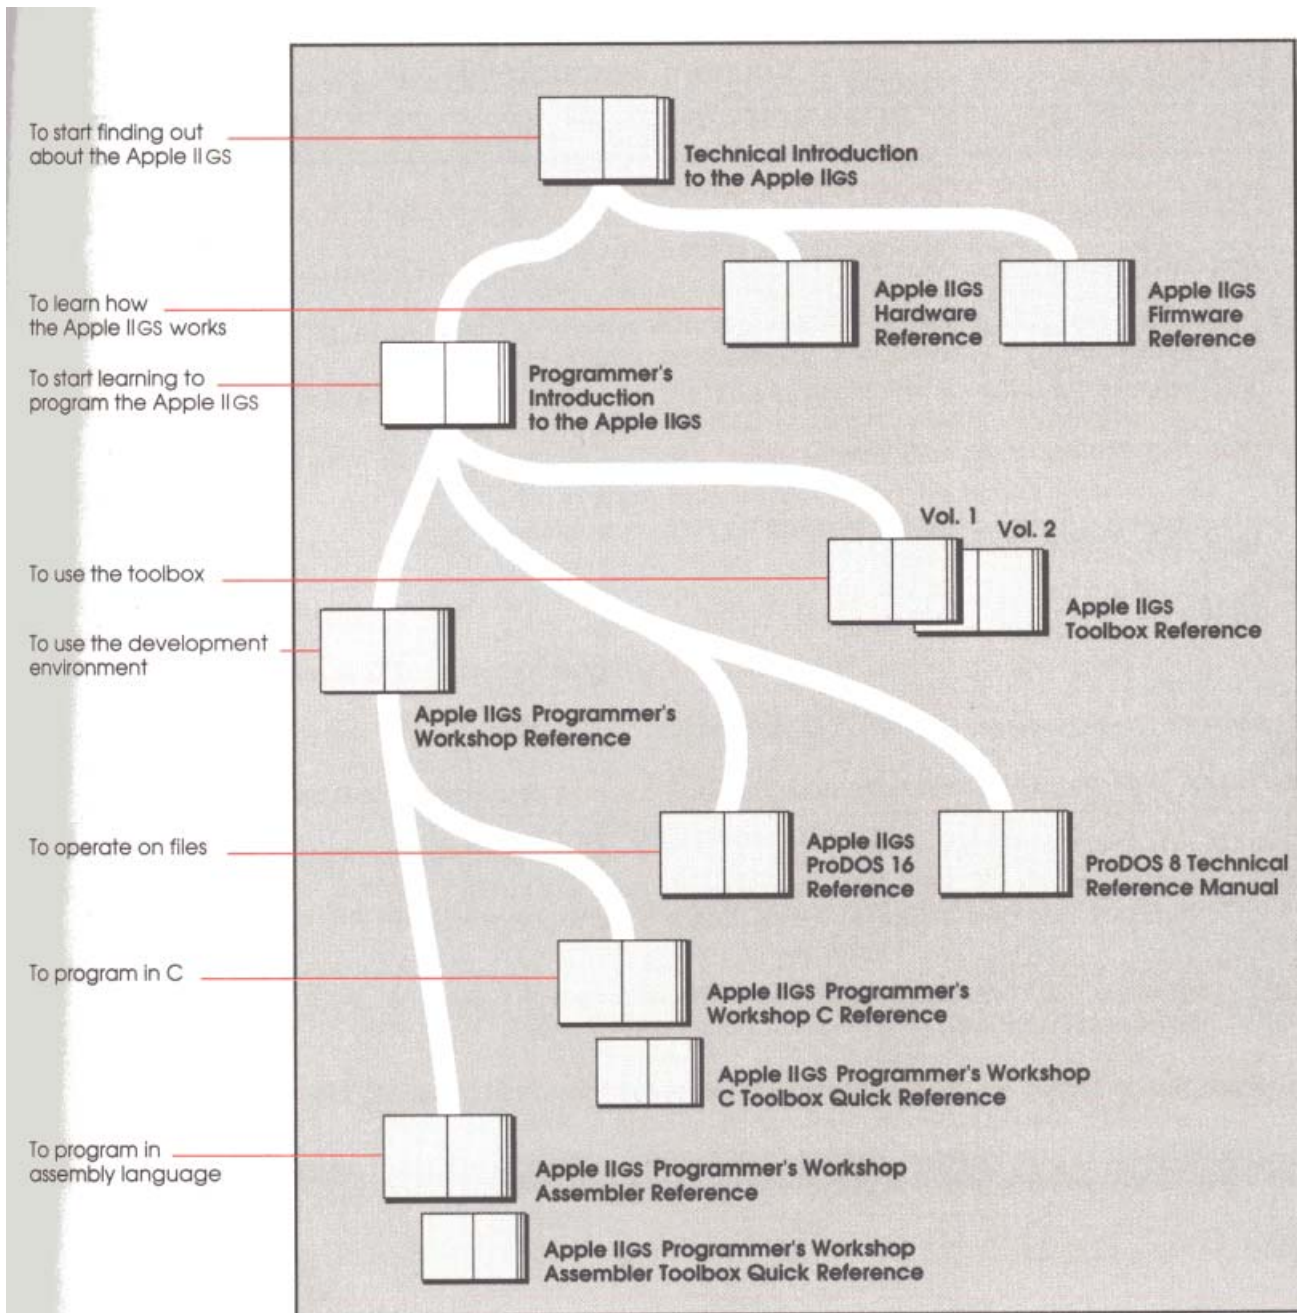 To start finding out
about the Apple IIGS
Technical Introduction
to the Apple IIGS
To learn how
the Apple IIGS works
Apple IIGS
Hardware
Reference
Apple IIGS
Firmware
Reference
To start learning to
program the Apple IIGS
Programmer's
Introduction
to the Apple IIGS
Vol. 1
Vol. 2
To use the toolbox
Apple IIGS
Toolbox Reference
To use the development
environment
Apple IIGS Programmer's
Workshop Reference
To operate on files
Apple IIGS
ProDOS 16
Reference
ProDOS 8 Technical
Reference Manual
To program in C
Apple IIGS Programmer's
Workshop C Reference
Apple IIGS Programmer's Workshop
C Toolbox Quick Reference
To program in
assembly language
Apple IIGS Programmer's Workshop
Assembler Reference
Apple IIGS Programmer's Workshop
Assembler Toolbox Quick Reference